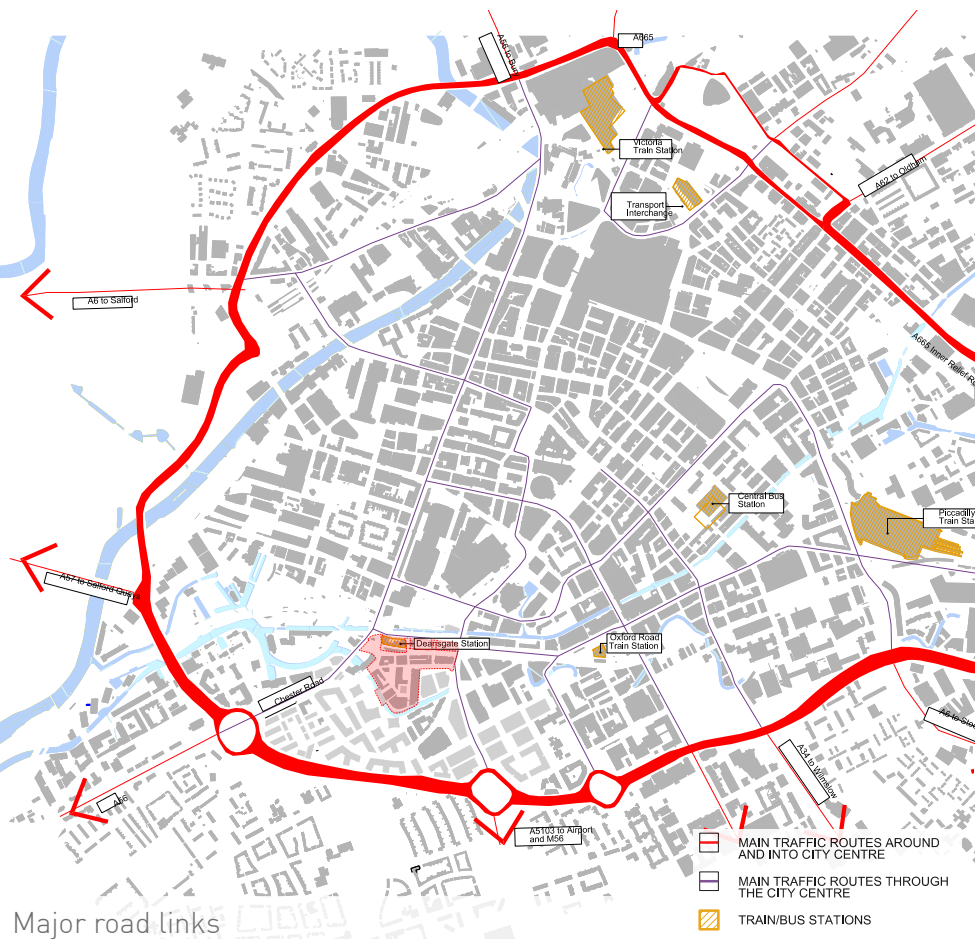 A56 to Bury
A665
Victoria
Train Station
A62 to Oldham
Transport
Interchange
A6 to Salford
A665 Inner Relief
Central Bus
Station
Piccadilly
Train Sta
A57 to Salford Quays
Deansgate Station
Oxford Road
Train Station
Chester Road
A6 to Stoc
A34 to Wilmslow
A56
A5103 to Airport
and M56
MAIN TRAFFIC ROUTES AROUND
AND INTO CITY CENTRE
MAIN TRAFFIC ROUTES THROUGH
THE CITY CENTRE
TRAIN/BUS STATIONS
Major road links